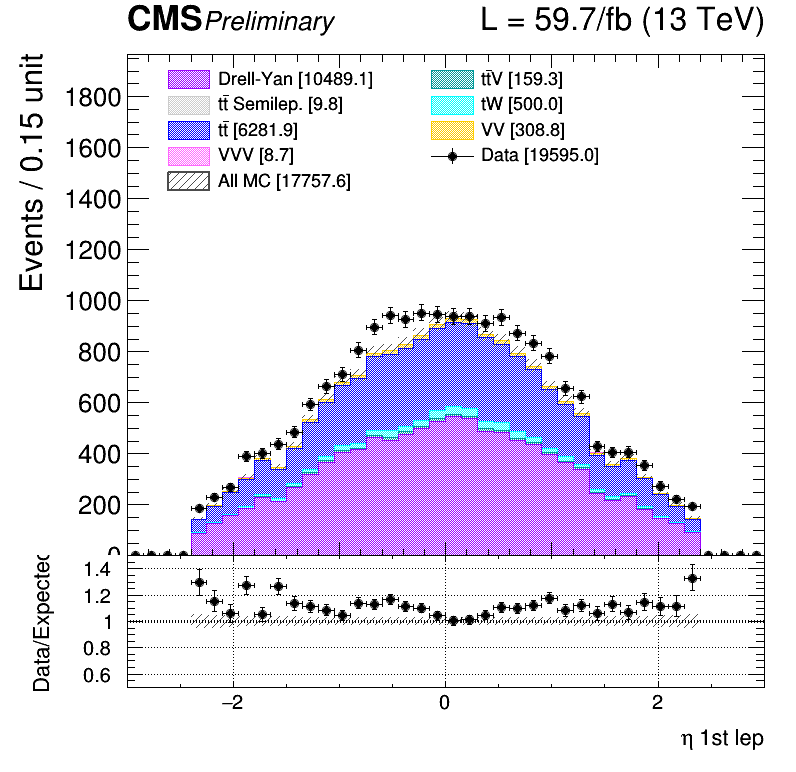 CMS Preliminary L = 59.7/fb (13 TeV)
Events / 0.15 unit
Drell-Yan [10489.1]
tt̄ Semilep. [9.8]
tt̄ [6281.9]
VVV [8.7]
All MC [17757.6]
tt̄V [159.3]
tW [500.0]
VV [308.8]
Data [19595.0]
1800
1600
1400
1200
1000
800
600
400
200
0
Data/Expected
1.4
1.2
1
0.8
0.6
−2 0 2
η 1st lep